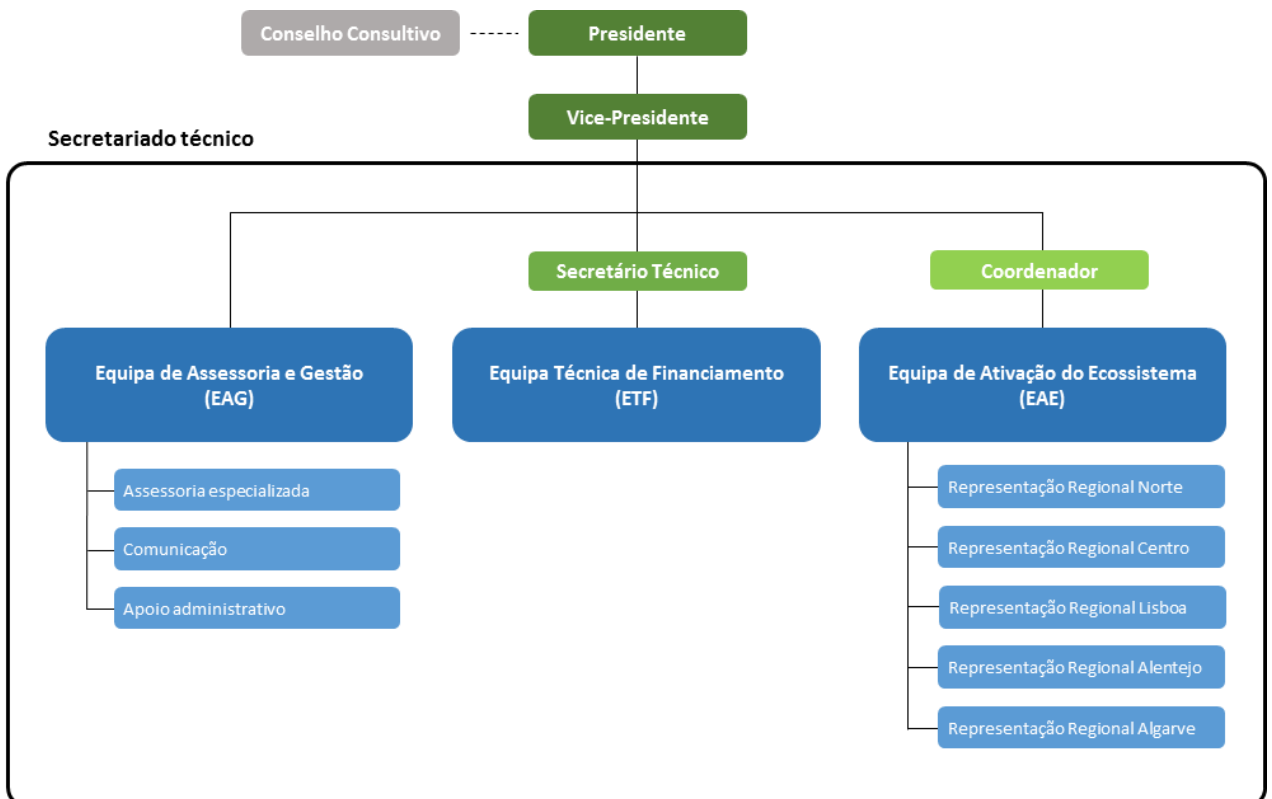 Conselho Consultivo
Presidente
Vice-Presidente
Secretariado técnico
Secretário Técnico
Coordenador
Equipa de Assessoria e Gestão
(EAG)
Equipa Técnica de Financiamento
(ETF)
Equipa de Ativação do Ecossistema
(EAE)
Assessoria especializada
Comunicação
Apoio administrativo
Representação Regional Norte
Representação Regional Centro
Representação Regional Lisboa
Representação Regional Alentejo
Representação Regional Algarve